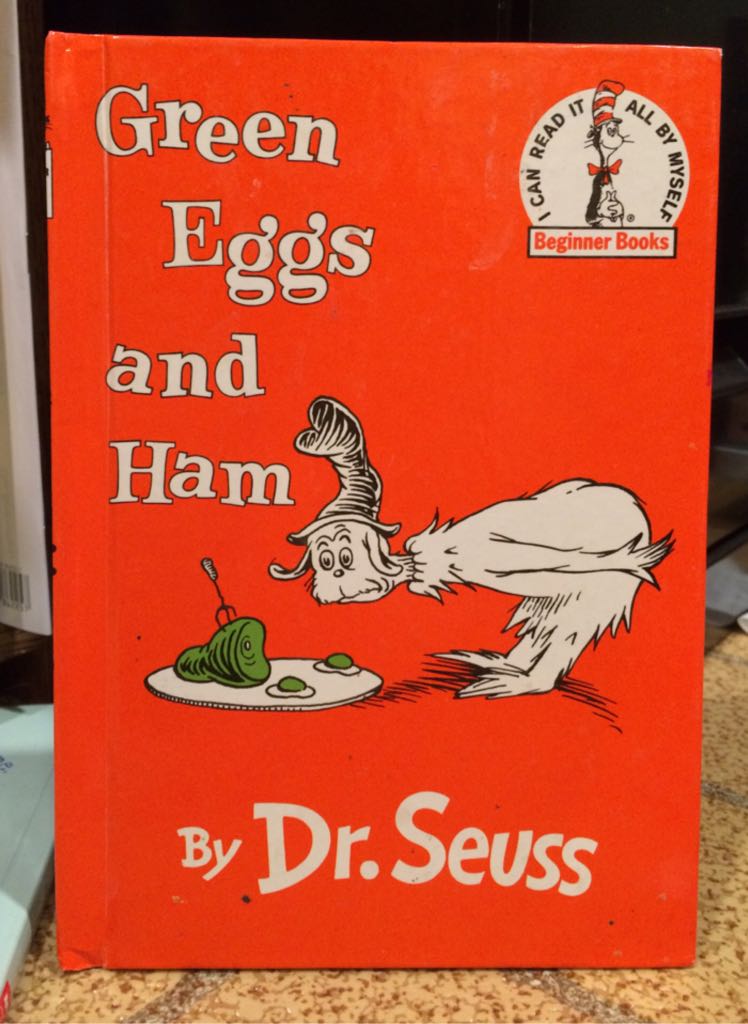 Green
Eggs
and
Ham
I CAN READ IT ALL BY MYSELF
®
Beginner Books
By Dr. Seuss